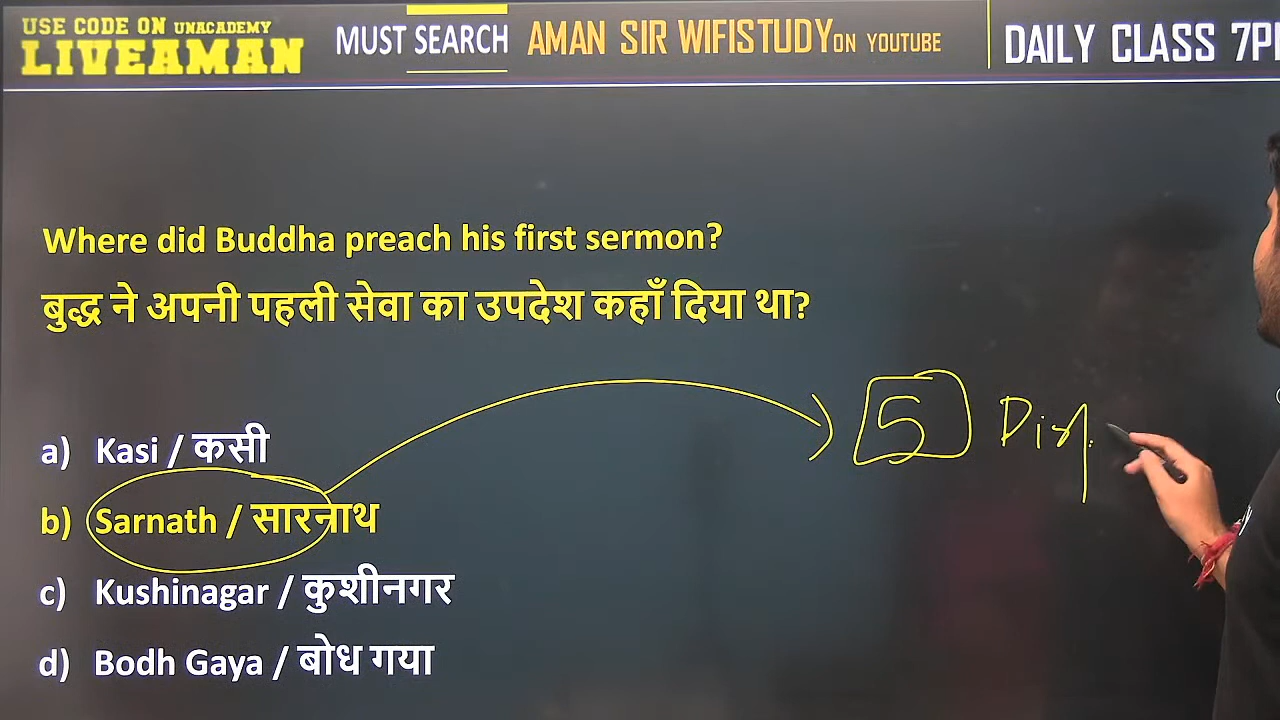 USE CODE ON UNACADEMY
LIVEAMAN
MUST SEARCH AMAN SIR WIFISTUDY ON YOUTUBE
DAILY CLASS 7P
Where did Buddha preach his first sermon?
बुद्ध ने अपनी पहली सेवा का उपदेश कहाँ दिया था?
a) Kasi / कसी
b) Sarnath / सारनाथ
5
c) Kushinagar / कुशीनगर
d) Bodh Gaya / बोध गया